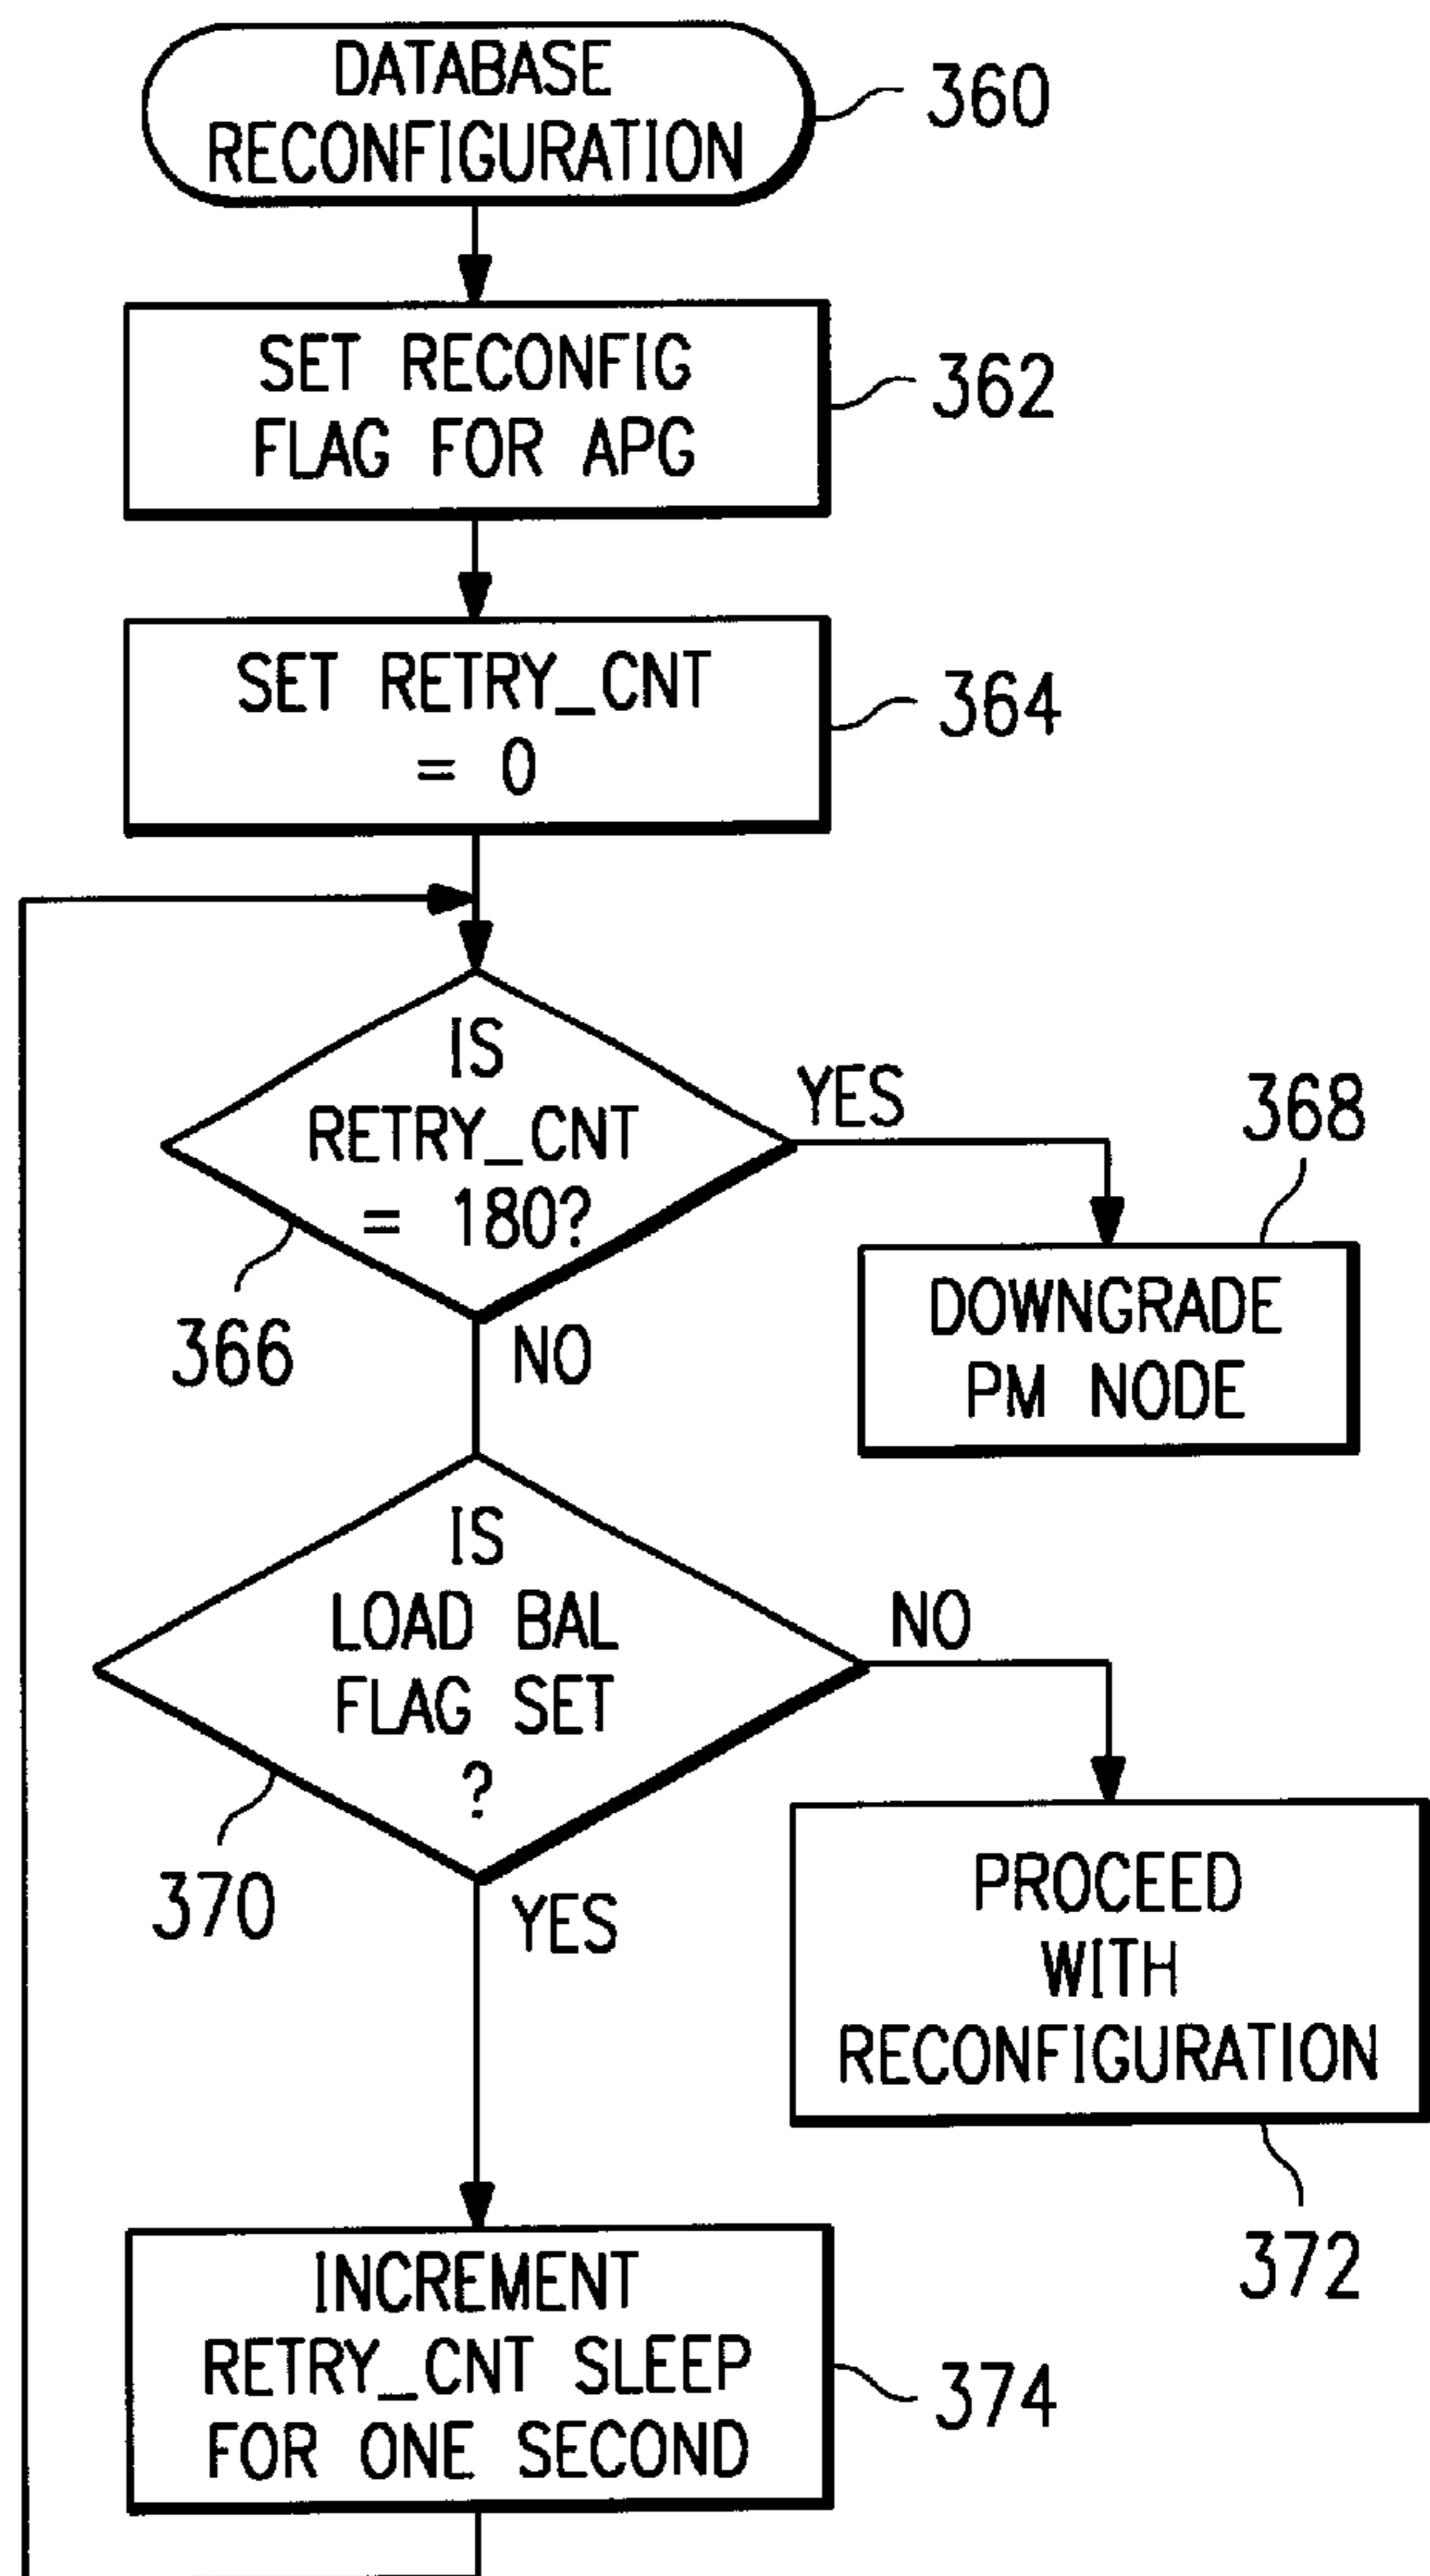 DATABASE
RECONFIGURATION
360
SET RECONFIG
FLAG FOR APG
362
SET RETRY_CNT
= 0
364
IS
RETRY_CNT
= 180?
366
YES
368
DOWNGRADE
PM NODE
NO
IS
LOAD BAL
FLAG SET
?
370
NO
PROCEED
WITH
RECONFIGURATION
372
YES
INCREMENT
RETRY_CNT SLEEP
FOR ONE SECOND
374